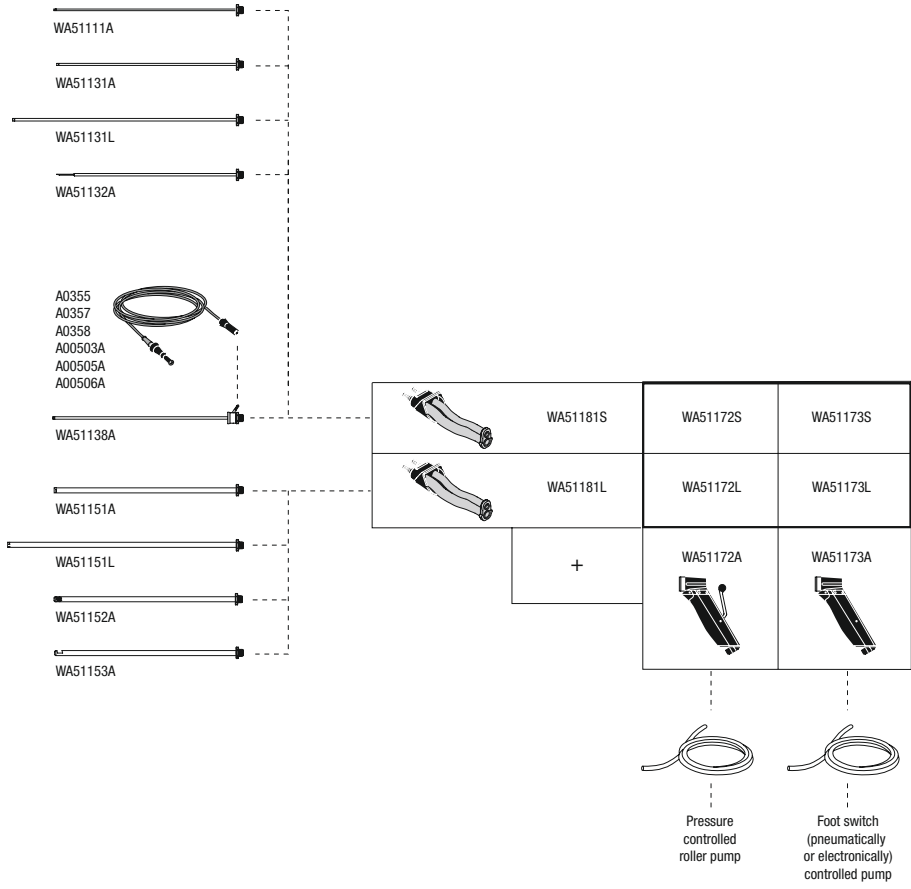 WA51111A
WA51131A
WA51131L
WA51132A
A0355
A0357
A0358
A00503A
A00505A
A00506A
WA51138A
WA51151A
WA51151L
WA51152A
WA51153A
WA51181S
WA51172S
WA51173S
WA51181L
WA51172L
WA51173L
+
WA51172A
WA51173A
Pressure
controlled
roller pump
Foot switch
(pneumatically
or electronically)
controlled pump